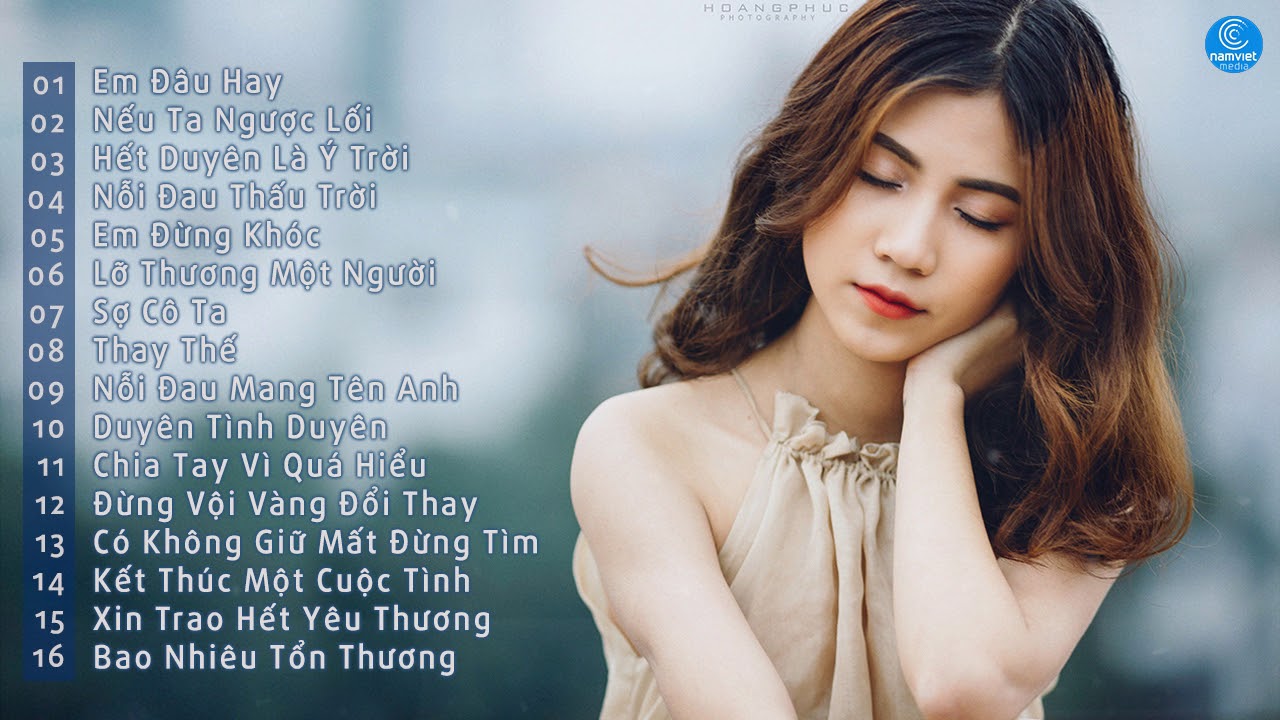 HOANGPHUC
PHOTOGRAPHY
namviet
media
01 Em Đâu Hay
02 Nếu Ta Ngược Lối
03 Hết Duyên Là Ý Trời
04 Nỗi Đau Thấu Trời
05 Em Đừng Khóc
06 Lỡ Thương Một Người
07 Sợ Cô Ta
08 Thay Thế
09 Nỗi Đau Mang Tên Anh
10 Duyên Tình Duyên
11 Chia Tay Vì Quá Hiểu
12 Đừng Vội Vàng Đổi Thay
13 Có Không Giữ Mất Đừng Tìm
14 Kết Thúc Một Cuộc Tình
15 Xin Trao Hết Yêu Thương
16 Bao Nhiêu Tổn Thương